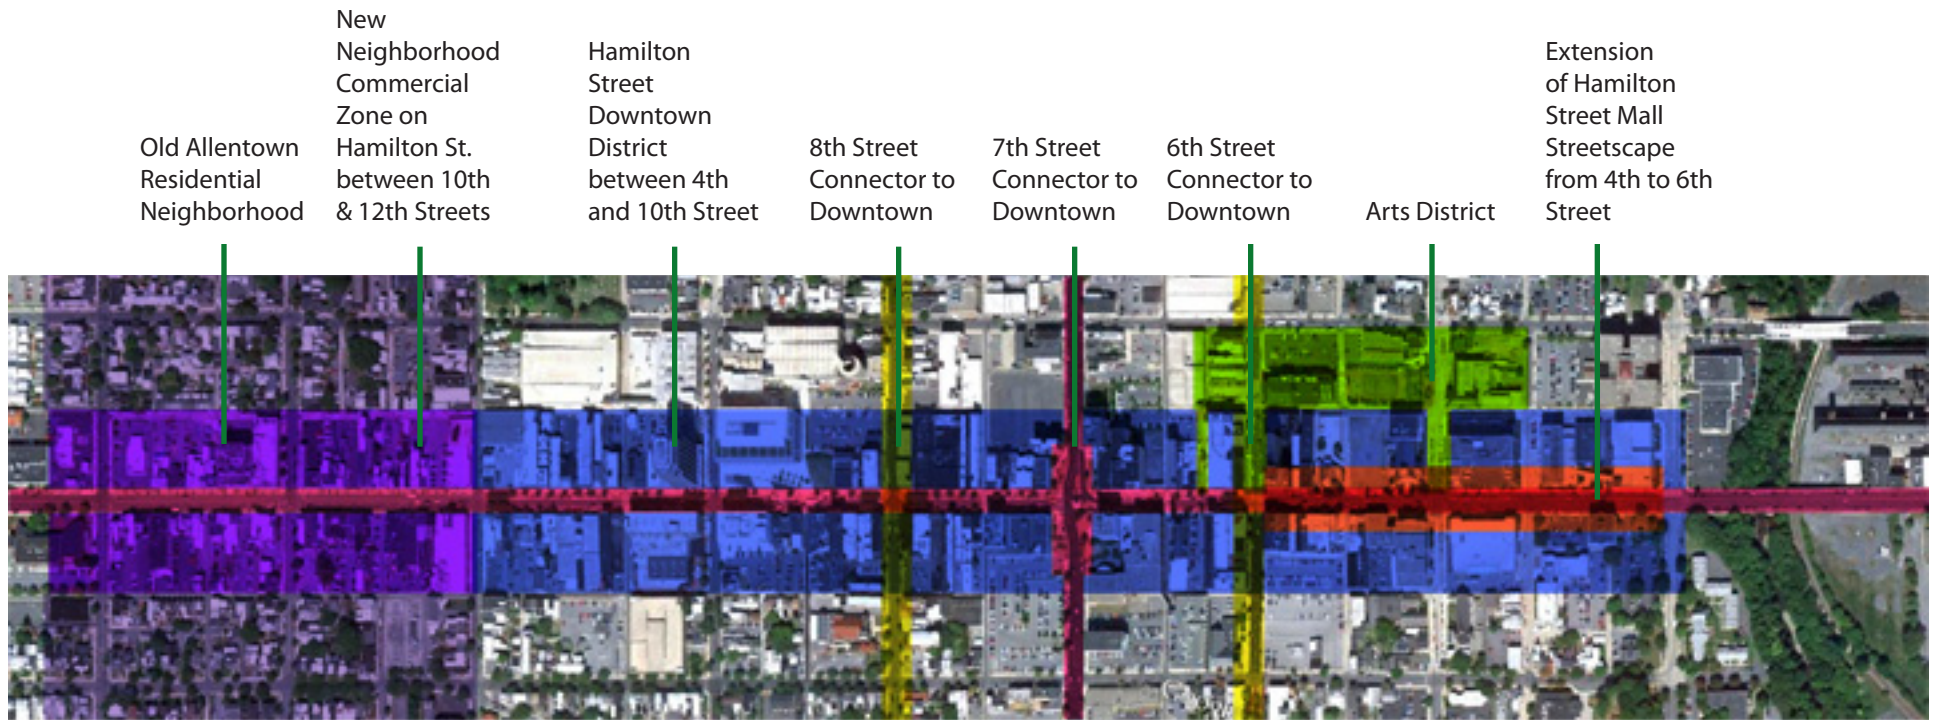 Old Allentown
Residential
Neighborhood
New
Neighborhood
Commercial
Zone on
Hamilton St.
between 10th
& 12th Streets
Hamilton
Street
Downtown
District
between 4th
and 10th Street
8th Street
Connector to
Downtown
7th Street
Connector to
Downtown
6th Street
Connector to
Downtown
Arts District
Extension
of Hamilton
Street Mall
Streetscape
from 4th to 6th
Street